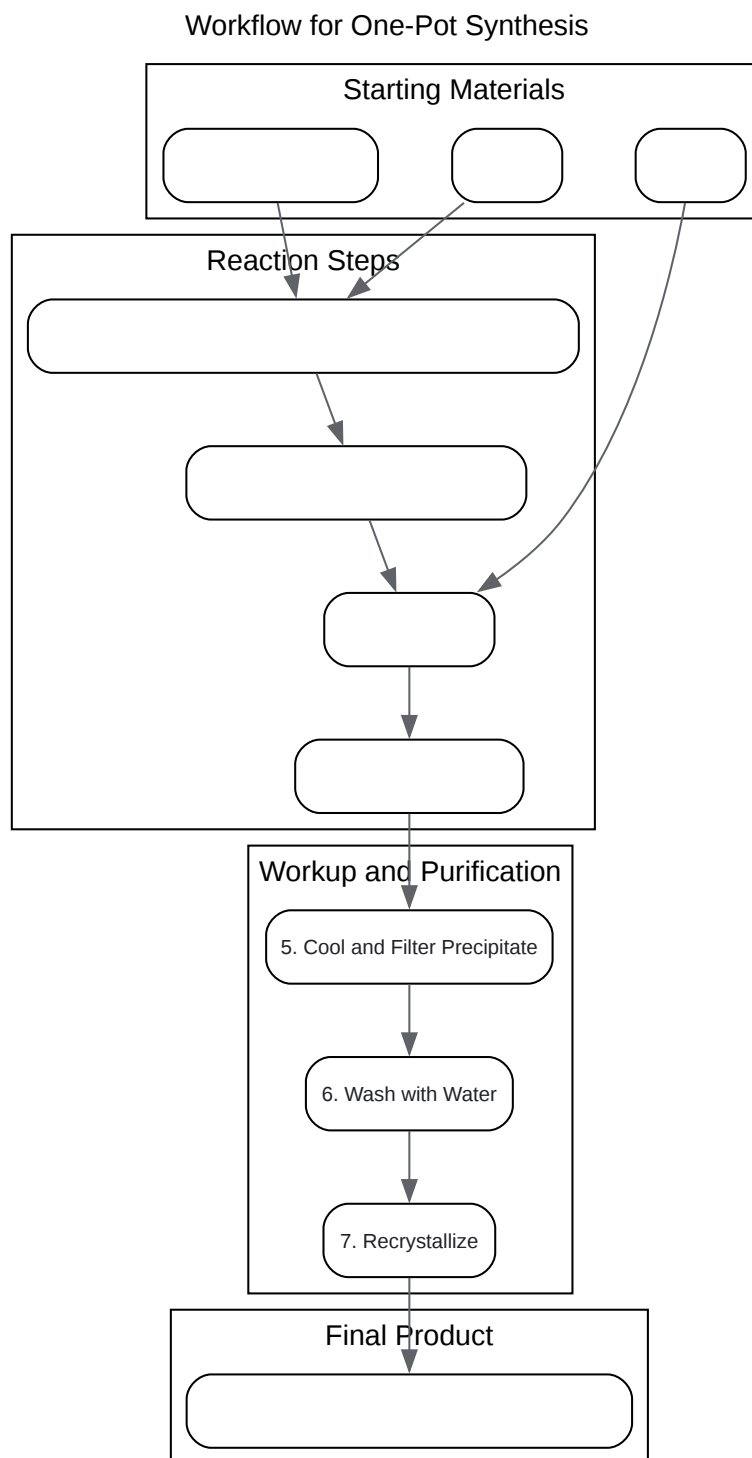 Workflow for One-Pot Synthesis
Starting Materials
Reaction Steps
Workup and Purification
5. Cool and Filter Precipitate
6. Wash with Water
7. Recrystallize
Final Product